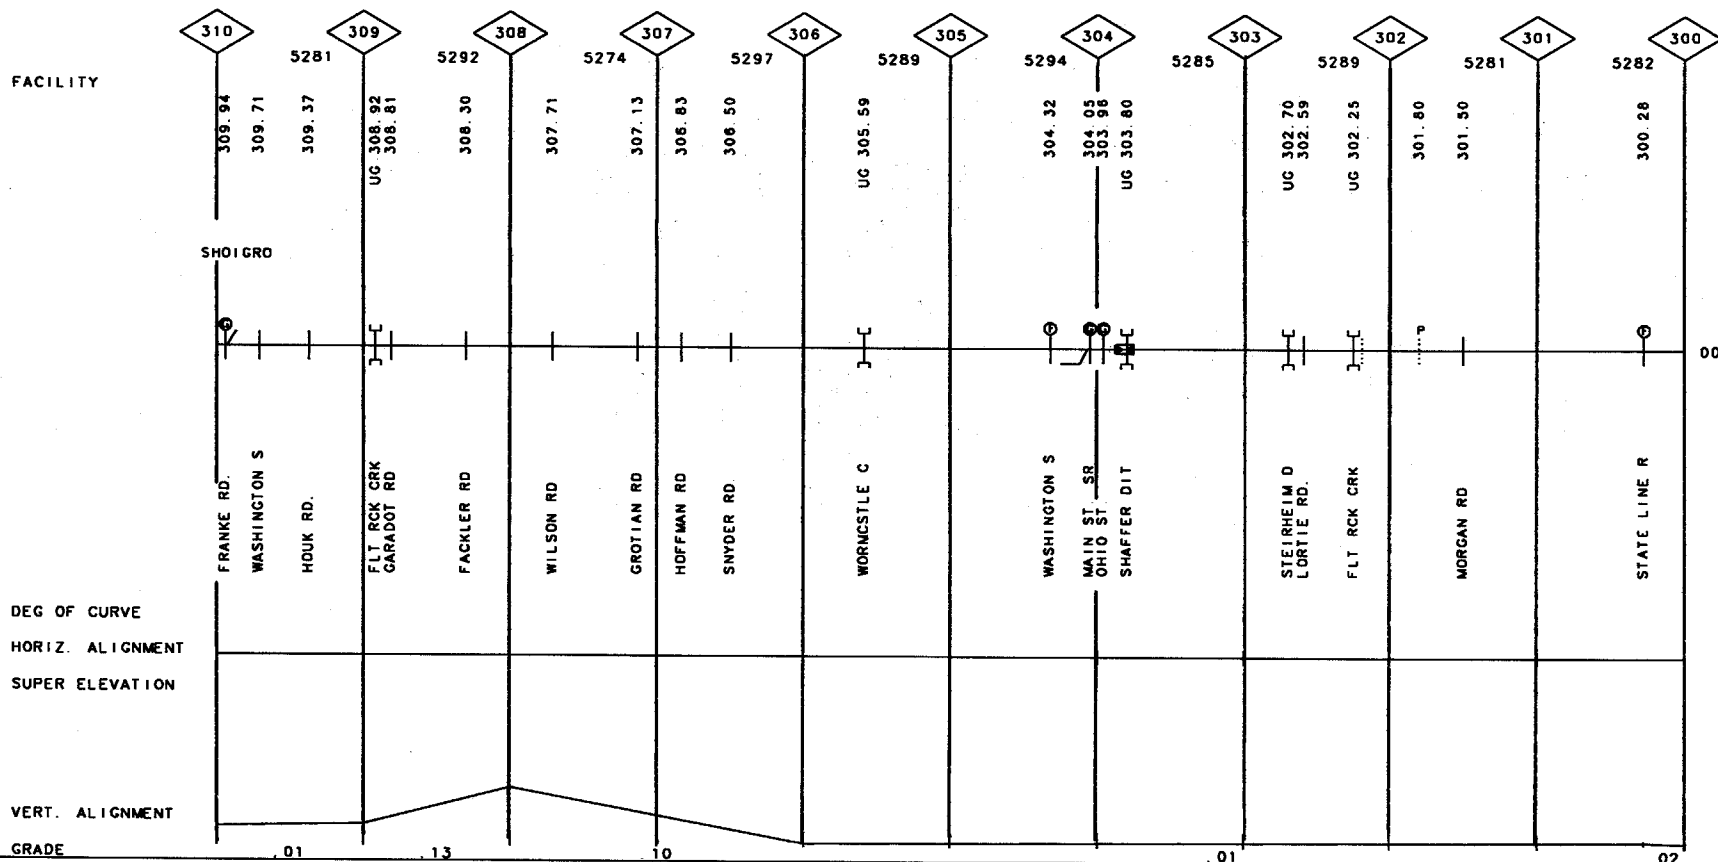 310 309 308 307 306 305 304 303 302 301 300
5281 5292 5274 5297 5289 5294 5285 5289 5281 5282
FACILITY
309.94
309.71
309.37
UG 308.92
308.81
308.30
307.71
307.13
306.83
306.50
UG 305.59
304.32
304.05
303.96
UG 303.80
UG 302.70
302.59
UG 302.25
301.80
301.50
300.28
SHOIGRO
P
00
FRANKE RD.
WASHINGTON S
HOUK RD.
FLT RCK CRK
GARADOT RD
FACKLER RD
WILSON RD
GROTIAN RD
HOFFMAN RD
SNYDER RD.
WORMCSTLE C
WASHINGTON S
MAIN ST. SR
OHIO ST.
SHAFFER DIT
STEIRHEIM D
LORTIE RD.
FLT RCK CRK
MORGAN RD
STATE LINE R
DEG OF CURVE
HORIZ. ALIGNMENT
SUPER ELEVATION
VERT. ALIGNMENT
GRADE .01 .13 .10 .01 .02